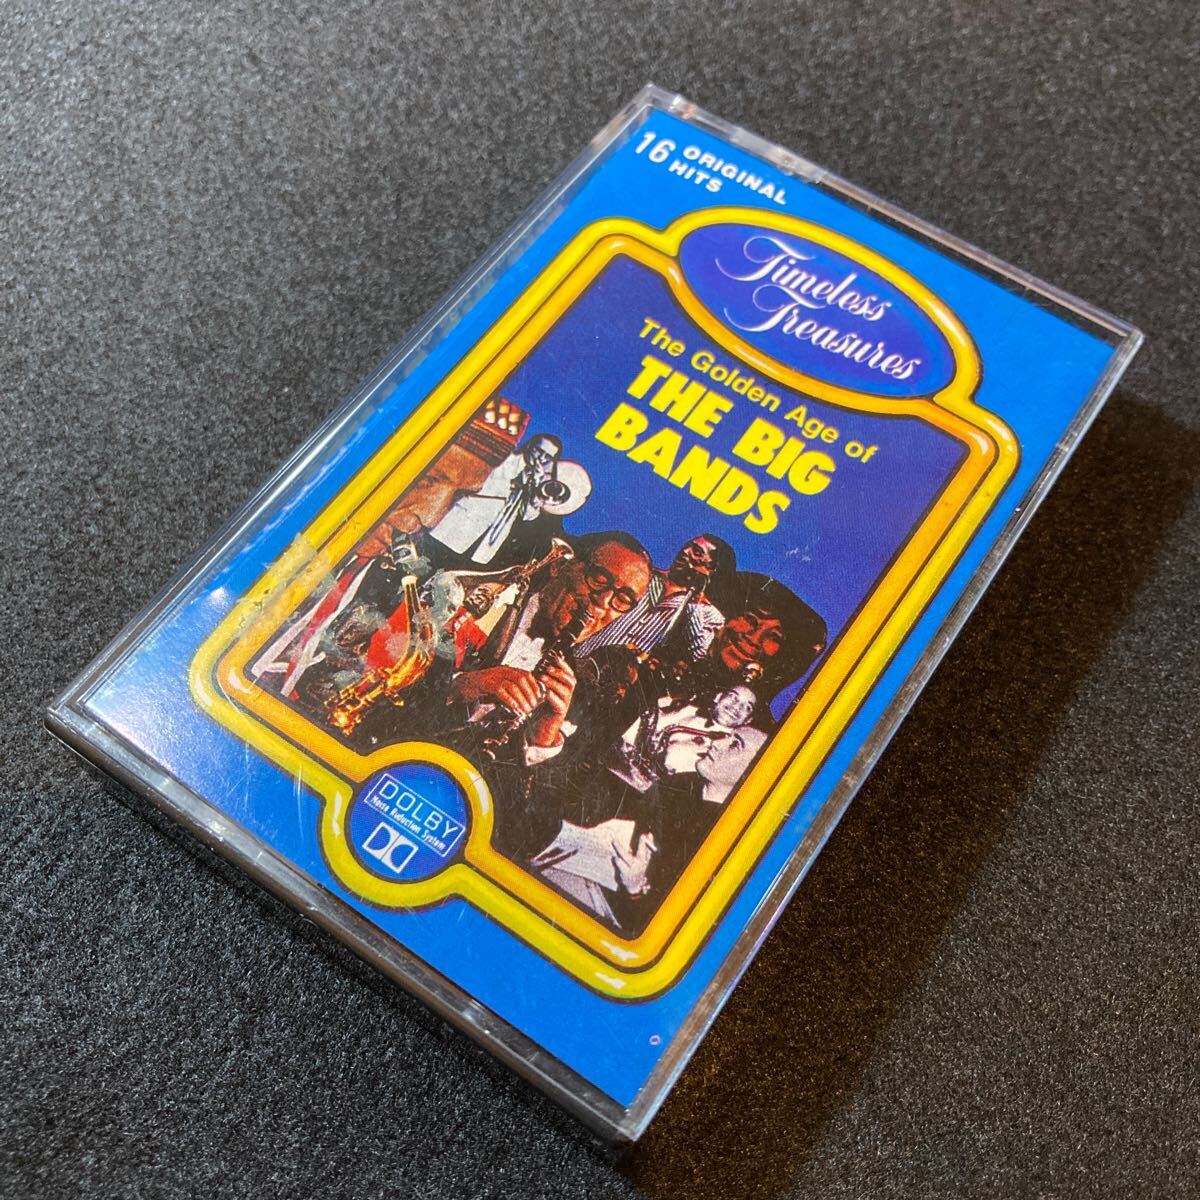 16 ORIGINAL
HITS
Timeless
Treasures
The Golden Age of
THE BIG
BANDS
DOLBY
Noise Reduction System